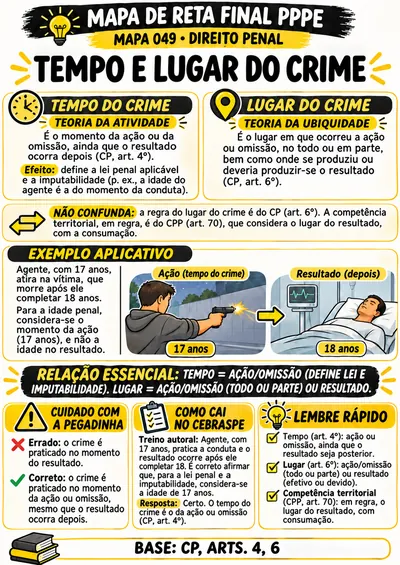 MAPA DE RETA FINAL PPPE
MAPA 049 • DIREITO PENAL
TEMPO E LUGAR DO CRIME
TEMPO DO CRIME
TEORIA DA ATIVIDADE
É o momento da ação ou da
omissão, ainda que o resultado
ocorra depois (CP, art. 4º).
Efeito: define a lei penal aplicável
e a imputabilidade (p. ex., a idade do
agente é a do momento da conduta).
LUGAR DO CRIME
TEORIA DA UBIQUIDADE
É o lugar em que ocorreu a ação
ou omissão, no todo ou em parte,
bem como onde se produziu ou
deveria produzir-se o resultado
(CP, art. 6º).
NÃO CONFUNDA: a regra do lugar do crime é do CP (art. 6º). A competência
territorial, em regra, é do CPP (art. 70), que considera o lugar do resultado,
com a consumação.
EXEMPLO APLICATIVO
Agente, com 17 anos,
atira na vítima, que
morre após ele
completar 18 anos.
Para a idade penal,
considera-se o
momento da ação
(17 anos), e não a
idade no resultado.
Ação (tempo do crime)
17 anos
Resultado (depois)
18 anos
RELAÇÃO ESSENCIAL: TEMPO = AÇÃO/OMISSÃO (DEFINE LEI E
IMPUTABILIDADE). LUGAR = AÇÃO/OMISSÃO (TODO OU PARTE) OU RESULTADO.
CUIDADO COM
A PEGADINHA
Errado: o crime é
praticado no momento
do resultado.
Correto: o crime é
praticado no momento
da ação ou omissão,
mesmo que o resultado
ocorra depois.
COMO CAI NO
CEBRASPE
Treino autoral: Agente, com
17 anos, pratica a conduta e o
resultado ocorre após ele
completar 18. É correto afirmar
que, para a lei penal e a
imputabilidade, considera-se
a idade de 17 anos.
Resposta: Certo. O tempo do
crime é o da ação ou omissão
(CP, art. 4º).
LEMBRE RÁPIDO
Tempo (art. 4º): ação ou
omissão, ainda que o
resultado seja posterior.
Lugar (art. 6º): ação/omissão
(todo ou parte) ou resultado
(efetivo ou devido).
Competência territorial
(CPP, art. 70): em regra, o
lugar do resultado, com
consumação.
BASE: CP, ARTS. 4, 6